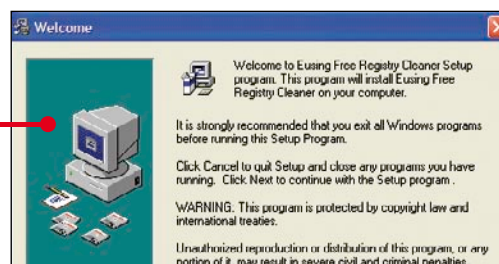 Welcome
Welcome to Eusing Free Registry Cleaner Setup
program. This program will install Eusing Free
Registry Cleaner on your computer.
It is strongly recommended that you exit all Windows programs
before running this Setup Program.
Click Cancel to quit Setup and close any programs you have
running. Click Next to continue with the Setup program .
WARNING: This program is protected by copyright law and
international treaties.
Unauthorized reproduction or distribution of this program, or any
portion of it, may result in severe civil and criminal penalties